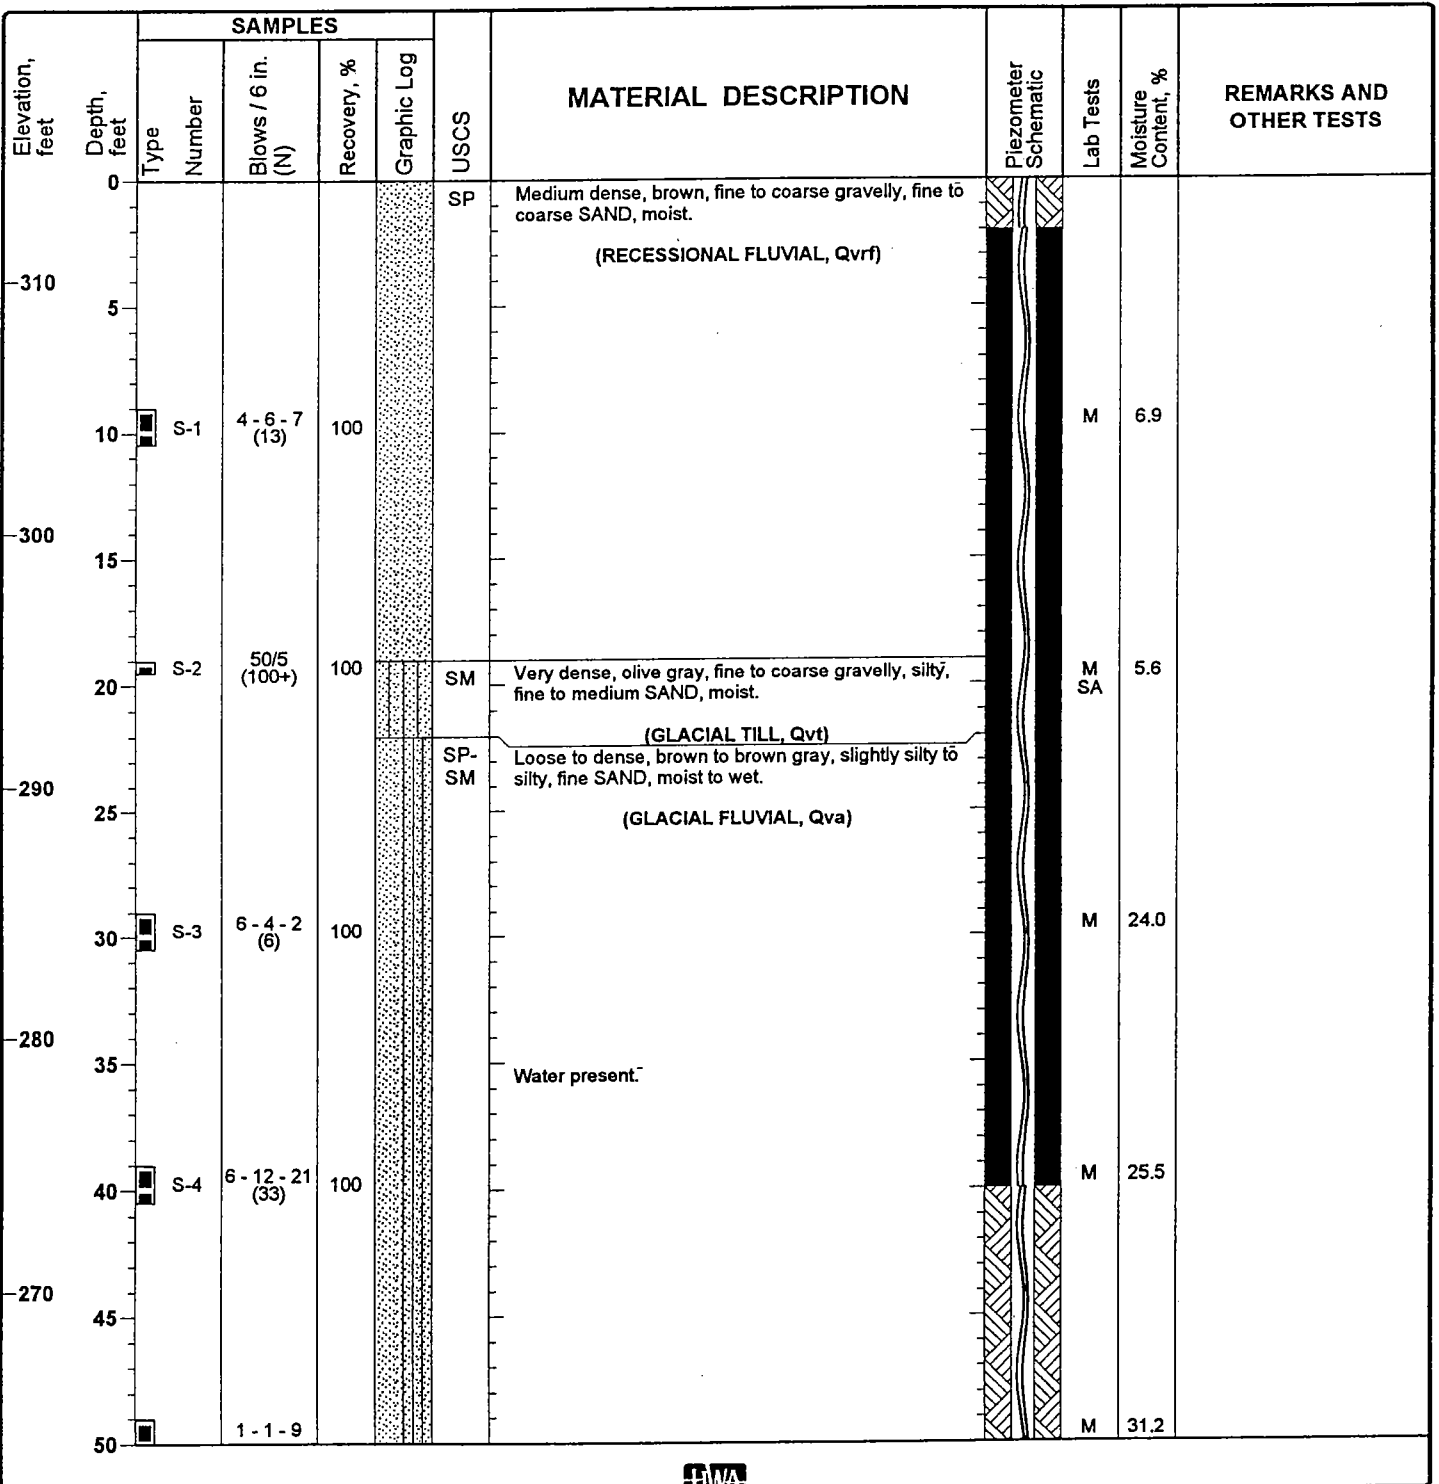 SAMPLES
Elevation,
feet
Depth,
feet
Type
Number
Blows / 6 in.
(N)
Recovery, %
Graphic Log
USCS
MATERIAL DESCRIPTION
Piezometer
Schematic
Lab Tests
Moisture
Content, %
REMARKS AND
OTHER TESTS
0
SP
Medium dense, brown, fine to coarse gravelly, fine to
coarse SAND, moist.
(RECESSIONAL FLUVIAL, Qvrf)
310
5
10
S-1
4 - 6 - 7
(13)
100
M
6.9
300
15
S-2
50/5
(100+)
100
M
SA
5.6
20
SM
Very dense, olive gray, fine to coarse gravelly, silty,
fine to medium SAND, moist.
(GLACIAL TILL, Qvt)
SP-
SM
Loose to dense, brown to brown gray, slightly silty to
silty, fine SAND, moist to wet.
290
25
(GLACIAL FLUVIAL, Qva)
30
S-3
6 - 4 - 2
(6)
100
M
24.0
280
35
Water present.
40
S-4
6 - 12 - 21
(33)
100
M
25.5
270
45
50
1 - 1 - 9
M
31.2
HWA